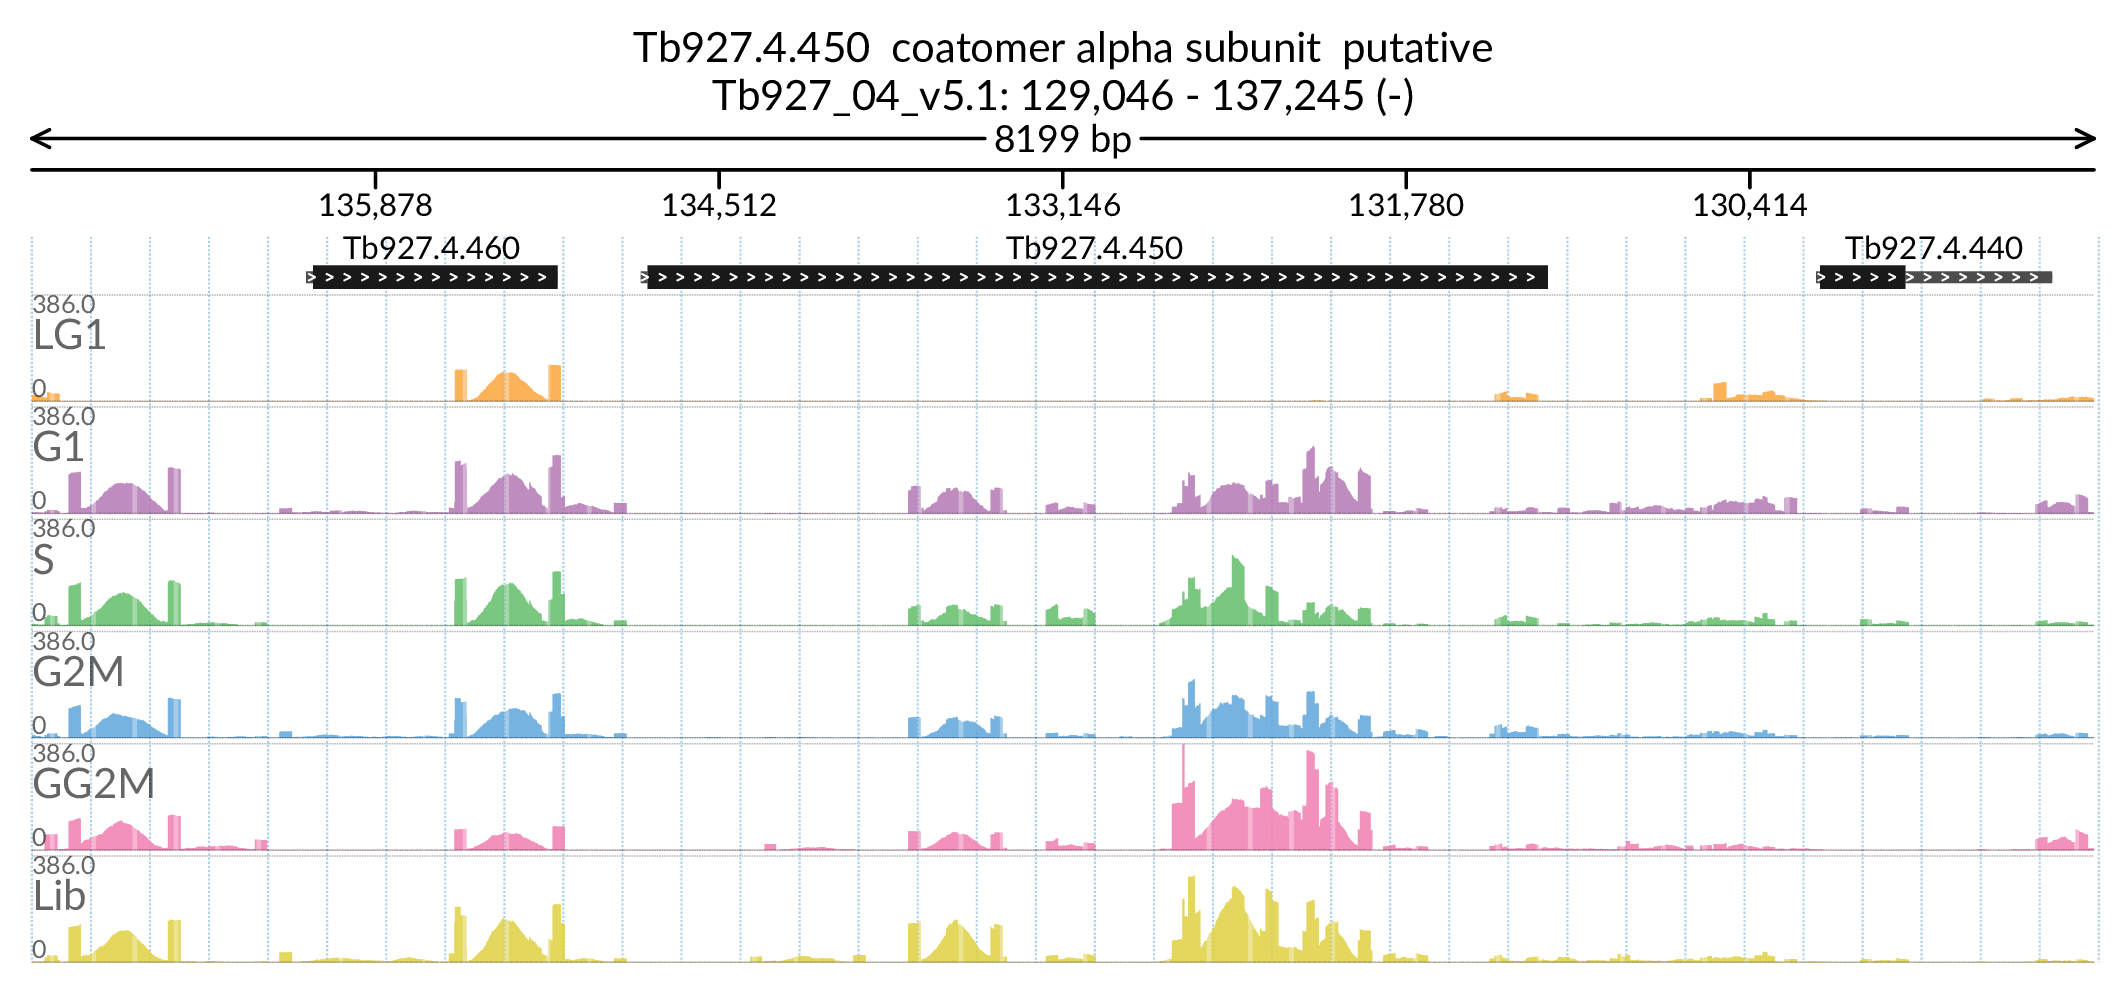 Tb927.4.450 coatomer alpha subunit putative
Tb927_04_v5.1: 129,046 - 137,245 (-)
8199 bp
135,878 134,512 133,146 131,780 130,414
Tb927.4.460 Tb927.4.450 Tb927.4.440
386.0
LG1
0
386.0
G1
0
386.0
S
0
386.0
G2M
0
386.0
GG2M
0
386.0
Lib
0